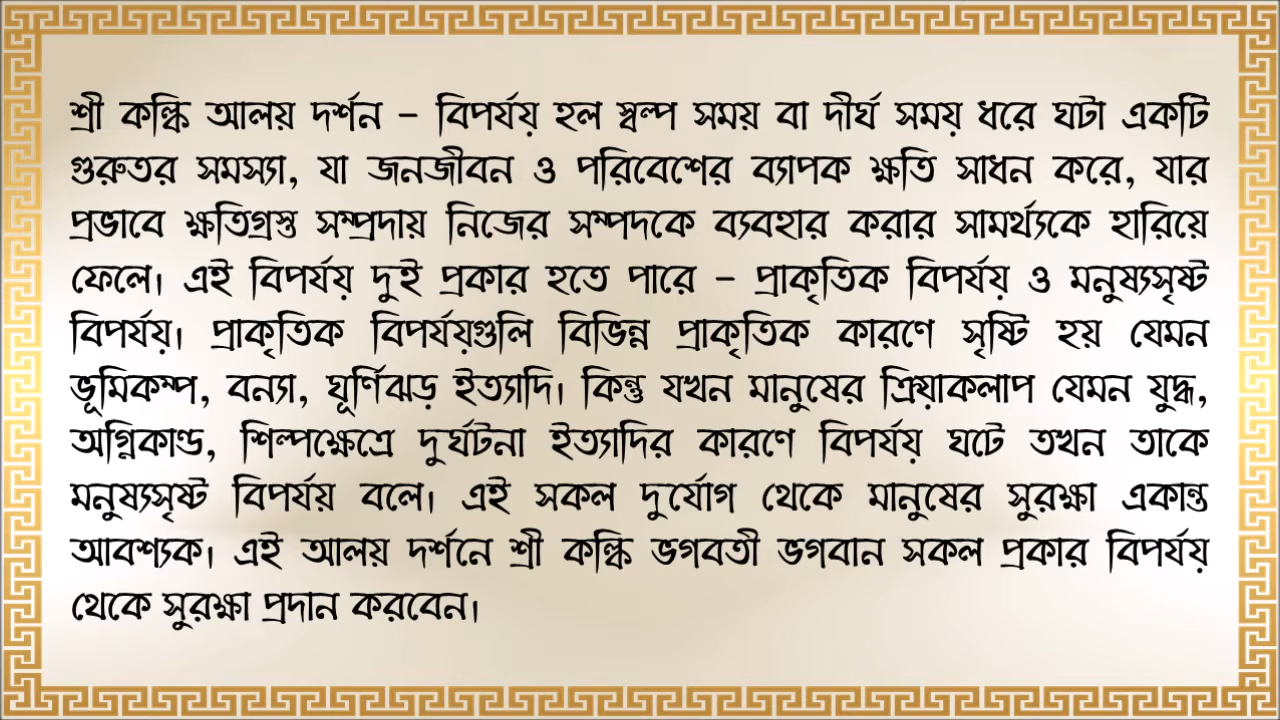 শ্রী কল্কি আলয় দর্শন – বিপর্যয় হল স্বল্প সময় বা দীর্ঘ সময় ধরে ঘটা একটি
গুরুতর সমস্যা, যা জনজীবন ও পরিবেশের ব্যাপক ক্ষতি সাধন করে, যার
প্রভাবে ক্ষতিগ্রস্ত সম্প্রদায় নিজের সম্পদকে ব্যবহার করার সামর্থ্যকে হারিয়ে
ফেলে। এই বিপর্যয় দুই প্রকার হতে পারে – প্রাকৃতিক বিপর্যয় ও মনুষ্যসৃষ্ট
বিপর্যয়। প্রাকৃতিক বিপর্যয়গুলি বিভিন্ন প্রাকৃতিক কারণে সৃষ্টি হয় যেমন
ভূমিকম্প, বন্যা, ঘূর্ণিঝড় ইত্যাদি। কিন্তু যখন মানুষের ক্রিয়াকলাপ যেমন যুদ্ধ,
অগ্নিকাণ্ড, শিল্পক্ষেত্রে দুর্ঘটনা ইত্যাদির কারণে বিপর্যয় ঘটে তখন তাকে
মনুষ্যসৃষ্ট বিপর্যয় বলে। এই সকল দুর্যোগ থেকে মানুষের সুরক্ষা একান্ত
আবশ্যক। এই আলয় দর্শনে শ্রী কল্কি ভগবতী ভগবান সকল প্রকার বিপর্যয়
থেকে সুরক্ষা প্রদান করবেন।